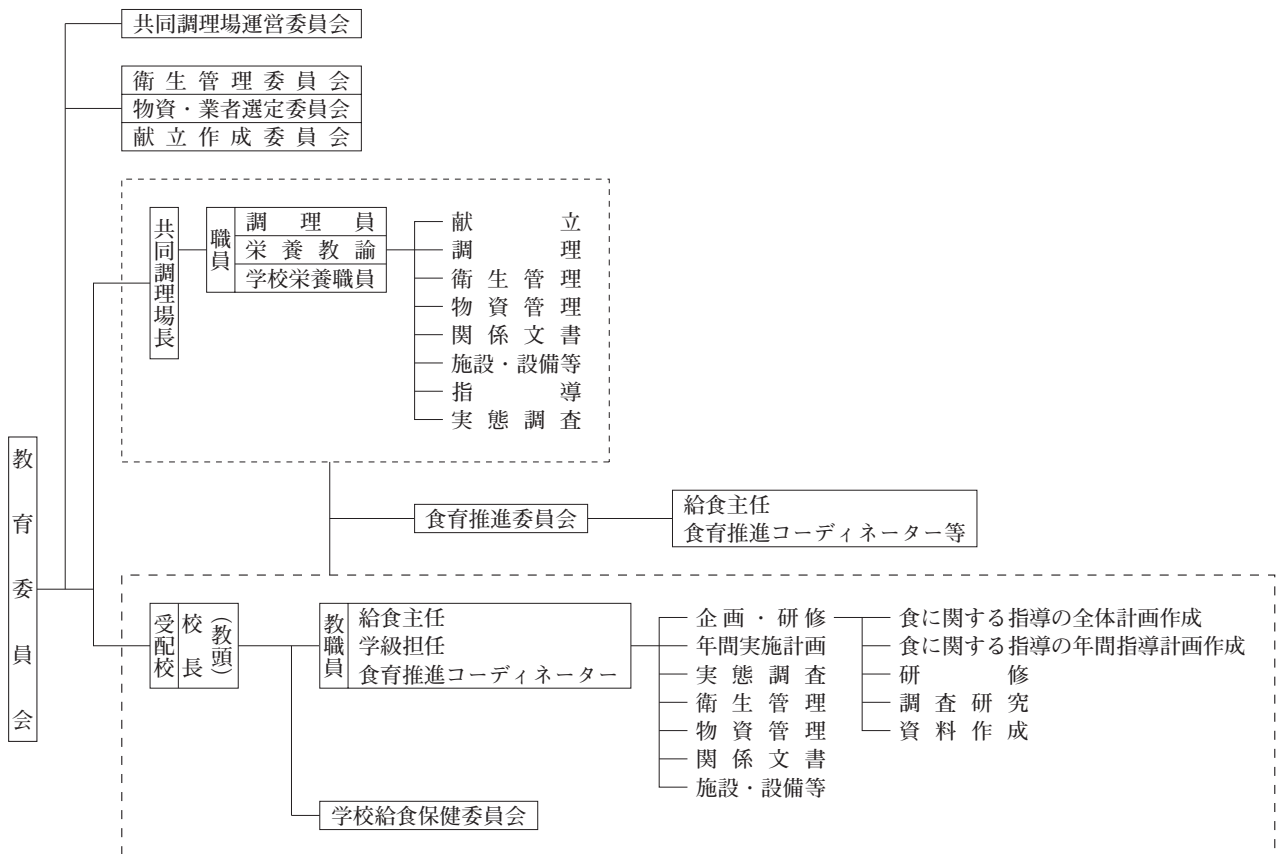 共同調理場運営委員会
衛生管理委員会
物資・業者選定委員会
献立作成委員会
共同調理場長
職員
調理員
栄養教諭
学校栄養職員
献立
調理
衛生管理
物資管理
関係文書
施設・設備等
指導
実態調査
教育委員会
食育推進委員会
給食主任
食育推進コーディネーター等
受配校
校長
(教頭)
教職員
給食主任
学級担任
食育推進コーディネーター
企画・研修
年間実施計画
実態調査
衛生管理
物資管理
関係文書
施設・設備等
食に関する指導の全体計画作成
食に関する指導の年間指導計画作成
研修
調査研究
資料作成
学校給食保健委員会